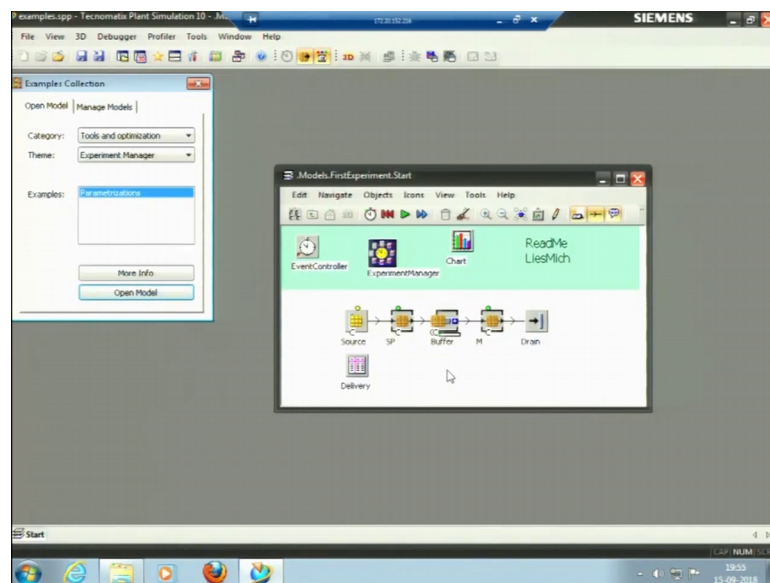 examples.spp - Tecnomatix Plant Simulation 10 - .Mo
SIEMENS
File View 3D Debugger Profiler Tools Window Help
Examples Collection
Open Model Manage Models
Category: Tools and optimization
Theme: Experiment Manager
Examples: Parametrizations
More Info
Open Model
.Models.FirstExperiment.Start
Edit Navigate Objects Icons View Tools Help
EventController
ExperimentManager
Chart
ReadMe
LiesMich
Source SP Buffer M Drain
Delivery
Start
CAP NUM SCR
19:55
15-09-2018